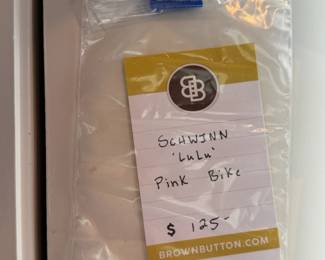 BB
SCHWINN
'LuLu'
Pink Bike
$ 125-
BROWNBUTTON.COM